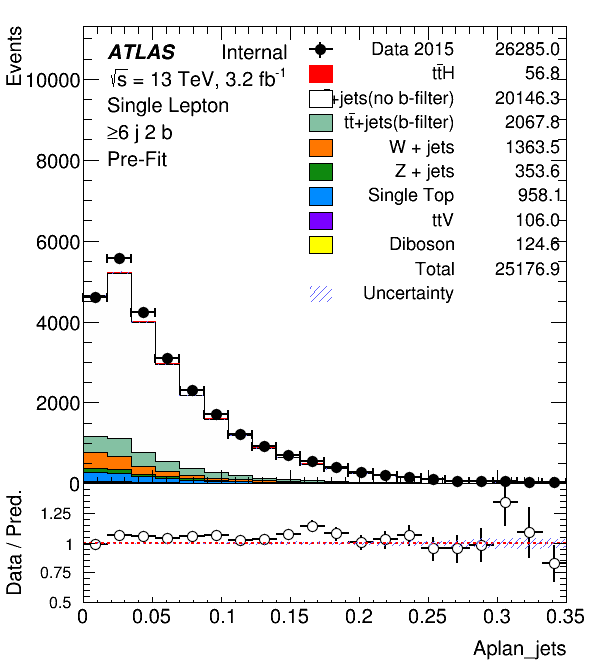 Events
ATLAS Internal
√s = 13 TeV, 3.2 fb⁻¹
Single Lepton
≥6 j 2 b
Pre-Fit
Data 2015 26285.0
tt̄H 56.8
+jets(no b-filter) 20146.3
tt̄+jets(b-filter) 2067.8
W + jets 1363.5
Z + jets 353.6
Single Top 958.1
ttV 106.0
Diboson 124.6
Total 25176.9
Uncertainty
10000
8000
6000
4000
2000
0
Data / Pred.
1.25
1
0.75
0.5
0 0.05 0.1 0.15 0.2 0.25 0.3 0.35
Aplan_jets